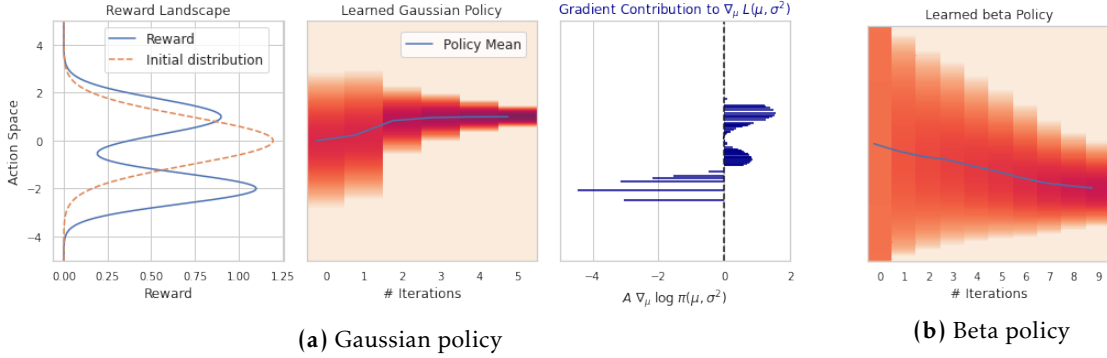 Reward Landscape
Reward
Initial distribution
Action Space
4
2
0
−2
−4
0.00 0.25 0.50 0.75 1.00 1.25
Reward
Learned Gaussian Policy
Policy Mean
0 1 2 3 4 5
# Iterations
Gradient Contribution to ∇μ L(μ, σ²)
−4 −2 0 2
A ∇μ log π(μ, σ²)
(a) Gaussian policy
Learned beta Policy
0 1 2 3 4 5 6 7 8 9
# Iterations
(b) Beta policy